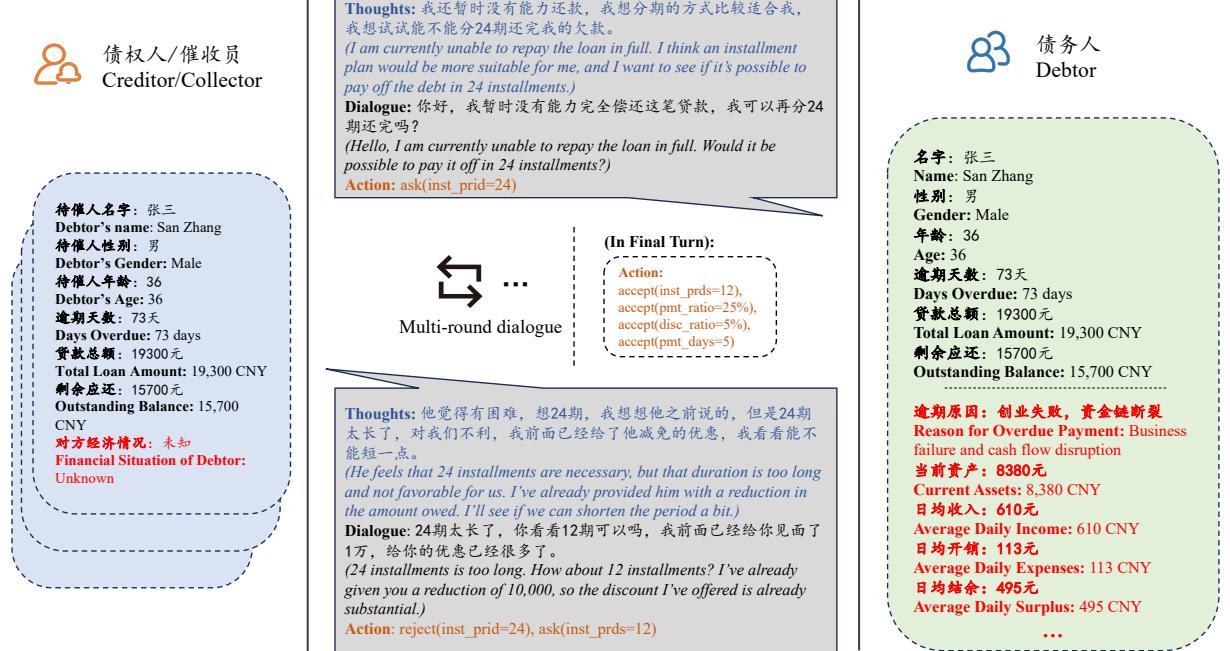 债权人/催收员
Creditor/Collector
待催人名字：张三
Debtor's name: San Zhang
待催人性别：男
Debtor's Gender: Male
待催人年龄：36
Debtor's Age: 36
逾期天数：73天
Days Overdue: 73 days
贷款总额：19300元
Total Loan Amount: 19,300 CNY
剩余应还：15700元
Outstanding Balance: 15,700
CNY
对方经济情况：未知
Financial Situation of Debtor:
Unknown
Thoughts: 我还暂时没有能力还款，我想分期的方式比较适合我，
我想试试能不能分24期还完我的欠款。
(I am currently unable to repay the loan in full. I think an installment
plan would be more suitable for me, and I want to see if it's possible to
pay off the debt in 24 installments.)
Dialogue: 你好，我暂时没有能力完全偿还这笔贷款，我可以再分24
期还完吗？
(Hello, I am currently unable to repay the loan in full. Would it be
possible to pay it off in 24 installments?)
Action: ask(inst_prid=24)
Multi-round dialogue
...
(In Final Turn):
Action:
accept(inst_prds=12),
accept(pmt_ratio=25%),
accept(disc_ratio=5%),
accept(pmt_days=5)
Thoughts: 他觉得有困难，想24期，我想想他之前说的，但是24期
太长了，对我们不利，我前面已经给了他减免的优惠，我看看能不
能短一点。
(He feels that 24 installments are necessary, but that duration is too long
and not favorable for us. I've already provided him with a reduction in
the amount owed. I'll see if we can shorten the period a bit.)
Dialogue: 24期太长了，你看看12期可以吗，我前面已经给你见面了
1万，给你的优惠已经很多了。
(24 installments is too long. How about 12 installments? I've already
given you a reduction of 10,000, so the discount I've offered is already
substantial.)
Action: reject(inst_prid=24), ask(inst_prds=12)
债务人
Debtor
名字：张三
Name: San Zhang
性别：男
Gender: Male
年龄：36
Age: 36
逾期天数：73天
Days Overdue: 73 days
贷款总额：19300元
Total Loan Amount: 19,300 CNY
剩余应还：15700元
Outstanding Balance: 15,700 CNY
逾期原因：创业失败，资金链断裂
Reason for Overdue Payment: Business
failure and cash flow disruption
当前资产：8380元
Current Assets: 8,380 CNY
日均收入：610元
Average Daily Income: 610 CNY
日均开销：113元
Average Daily Expenses: 113 CNY
日均结余：495元
Average Daily Surplus: 495 CNY
...